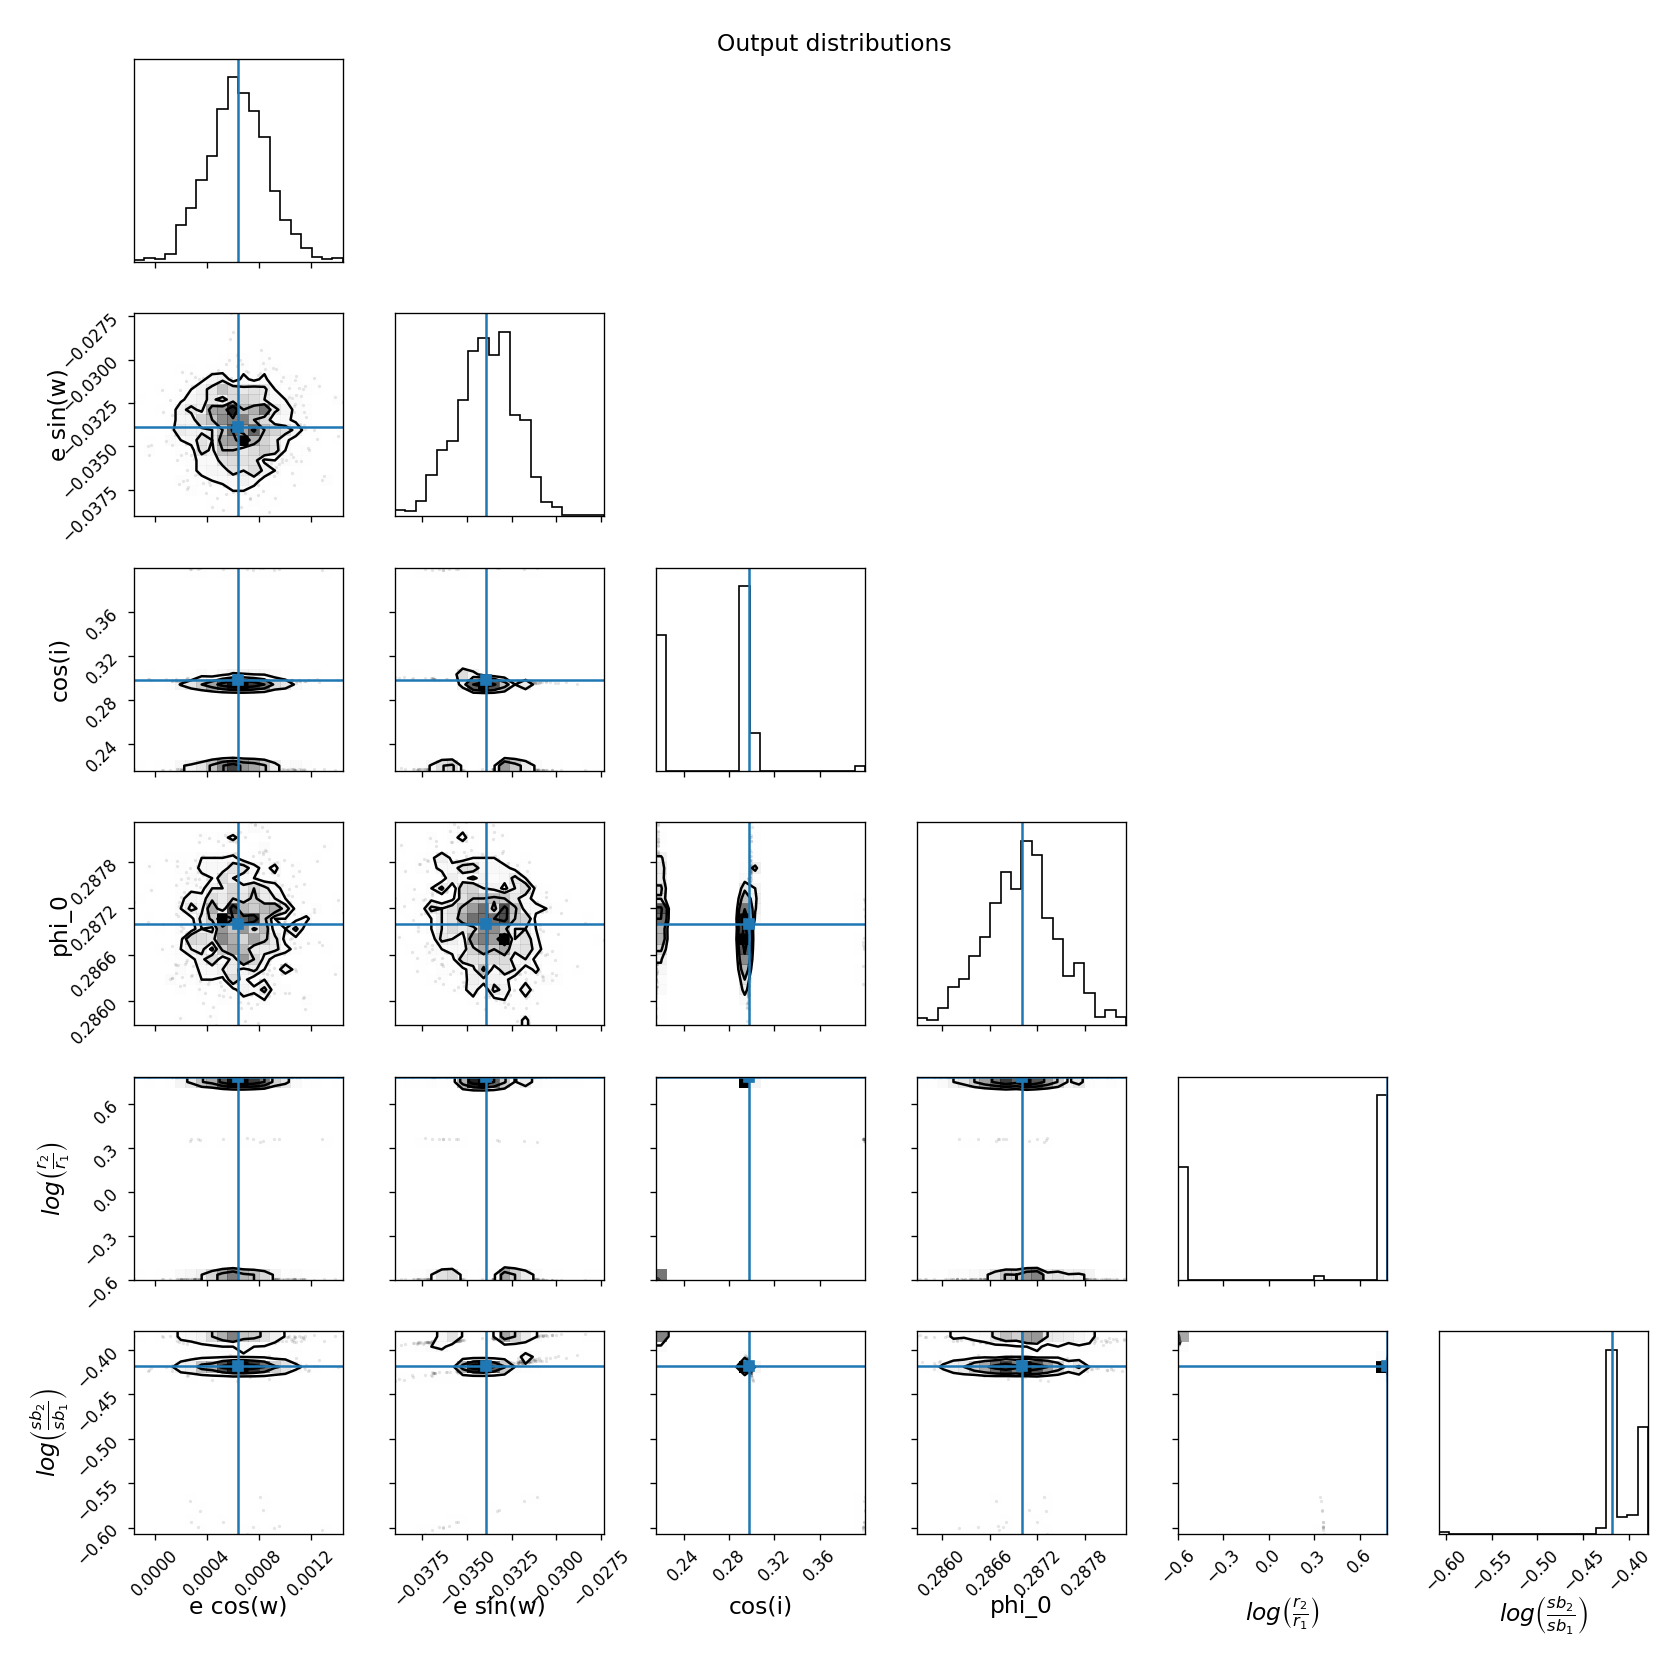 Output distributions
e sin(w)
−0.0275
−0.0300
−0.0325
−0.0350
−0.0375
cos(i)
0.36
0.32
0.28
0.24
phi_0
0.2878
0.2872
0.2866
0.2860
log(r₂/r₁)
0.6
0.3
0.0
−0.3
−0.6
log(sb₂/sb₁)
−0.40
−0.45
−0.50
−0.55
−0.60
0.0000 0.0004 0.0008 0.0012
−0.0375 −0.0350 −0.0325 −0.0300 −0.0275
0.24 0.28 0.32 0.36
0.2860 0.2866 0.2872 0.2878
−0.6 −0.3 0.0 0.3 0.6
−0.60 −0.55 −0.50 −0.45 −0.40
e cos(w) e sin(w) cos(i) phi_0 log(r₂/r₁) log(sb₂/sb₁)